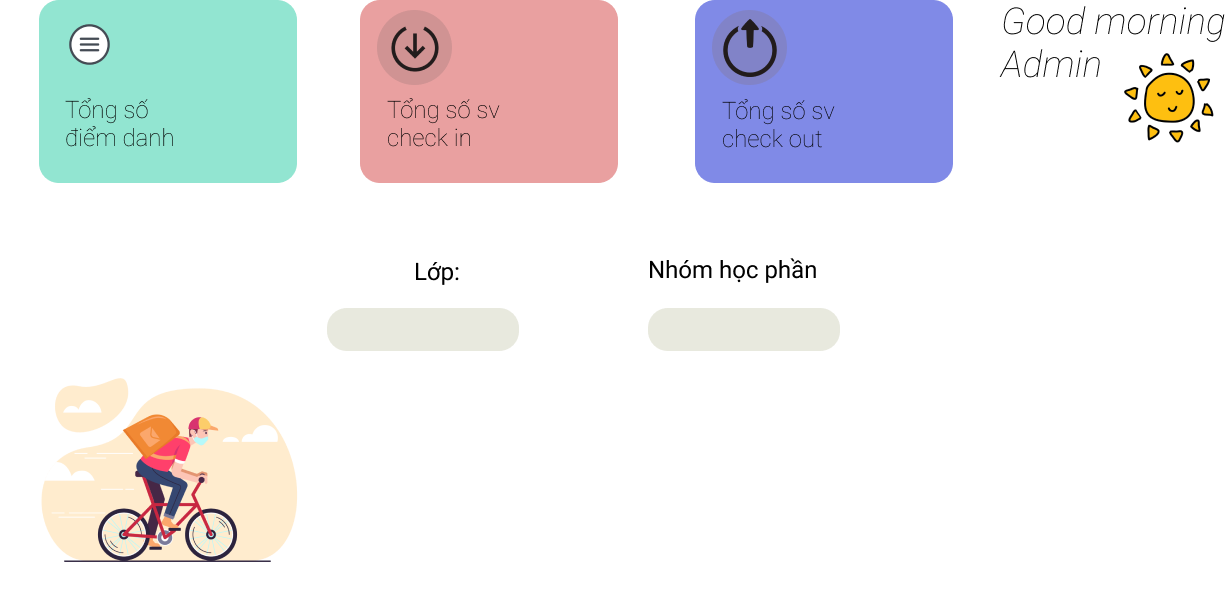 Tổng số
điểm danh
Tổng số sv
check in
Tổng số sv
check out
Good morning
Admin
Lớp:
Nhóm học phần